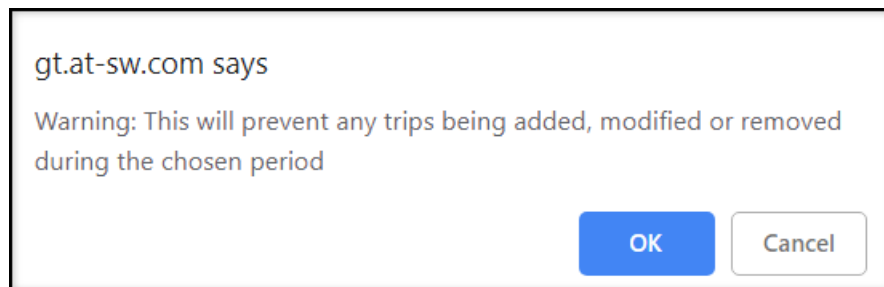 gt.at-sw.com says
Warning: This will prevent any trips being added, modified or removed
during the chosen period
OK Cancel